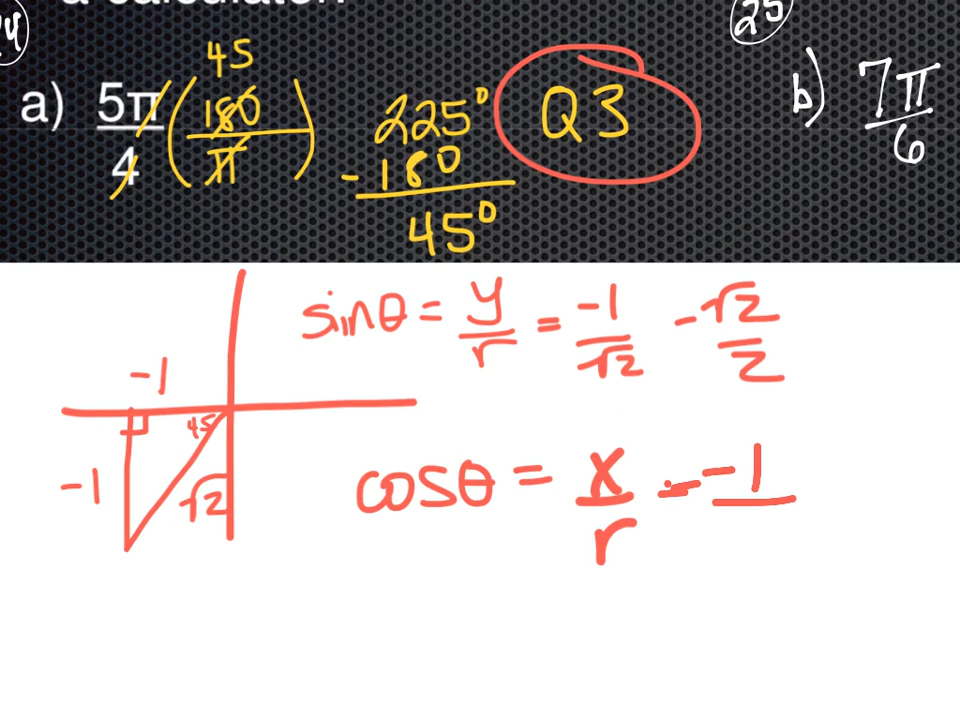 a calculator.
24
25
a) 5π/4 (180/π) 45
225°
-180
45°
Q3
b) 7π/6
sinθ = y/r = -1/√2 -√2/2
-1
45
-1
√2
cosθ = x/r = -1